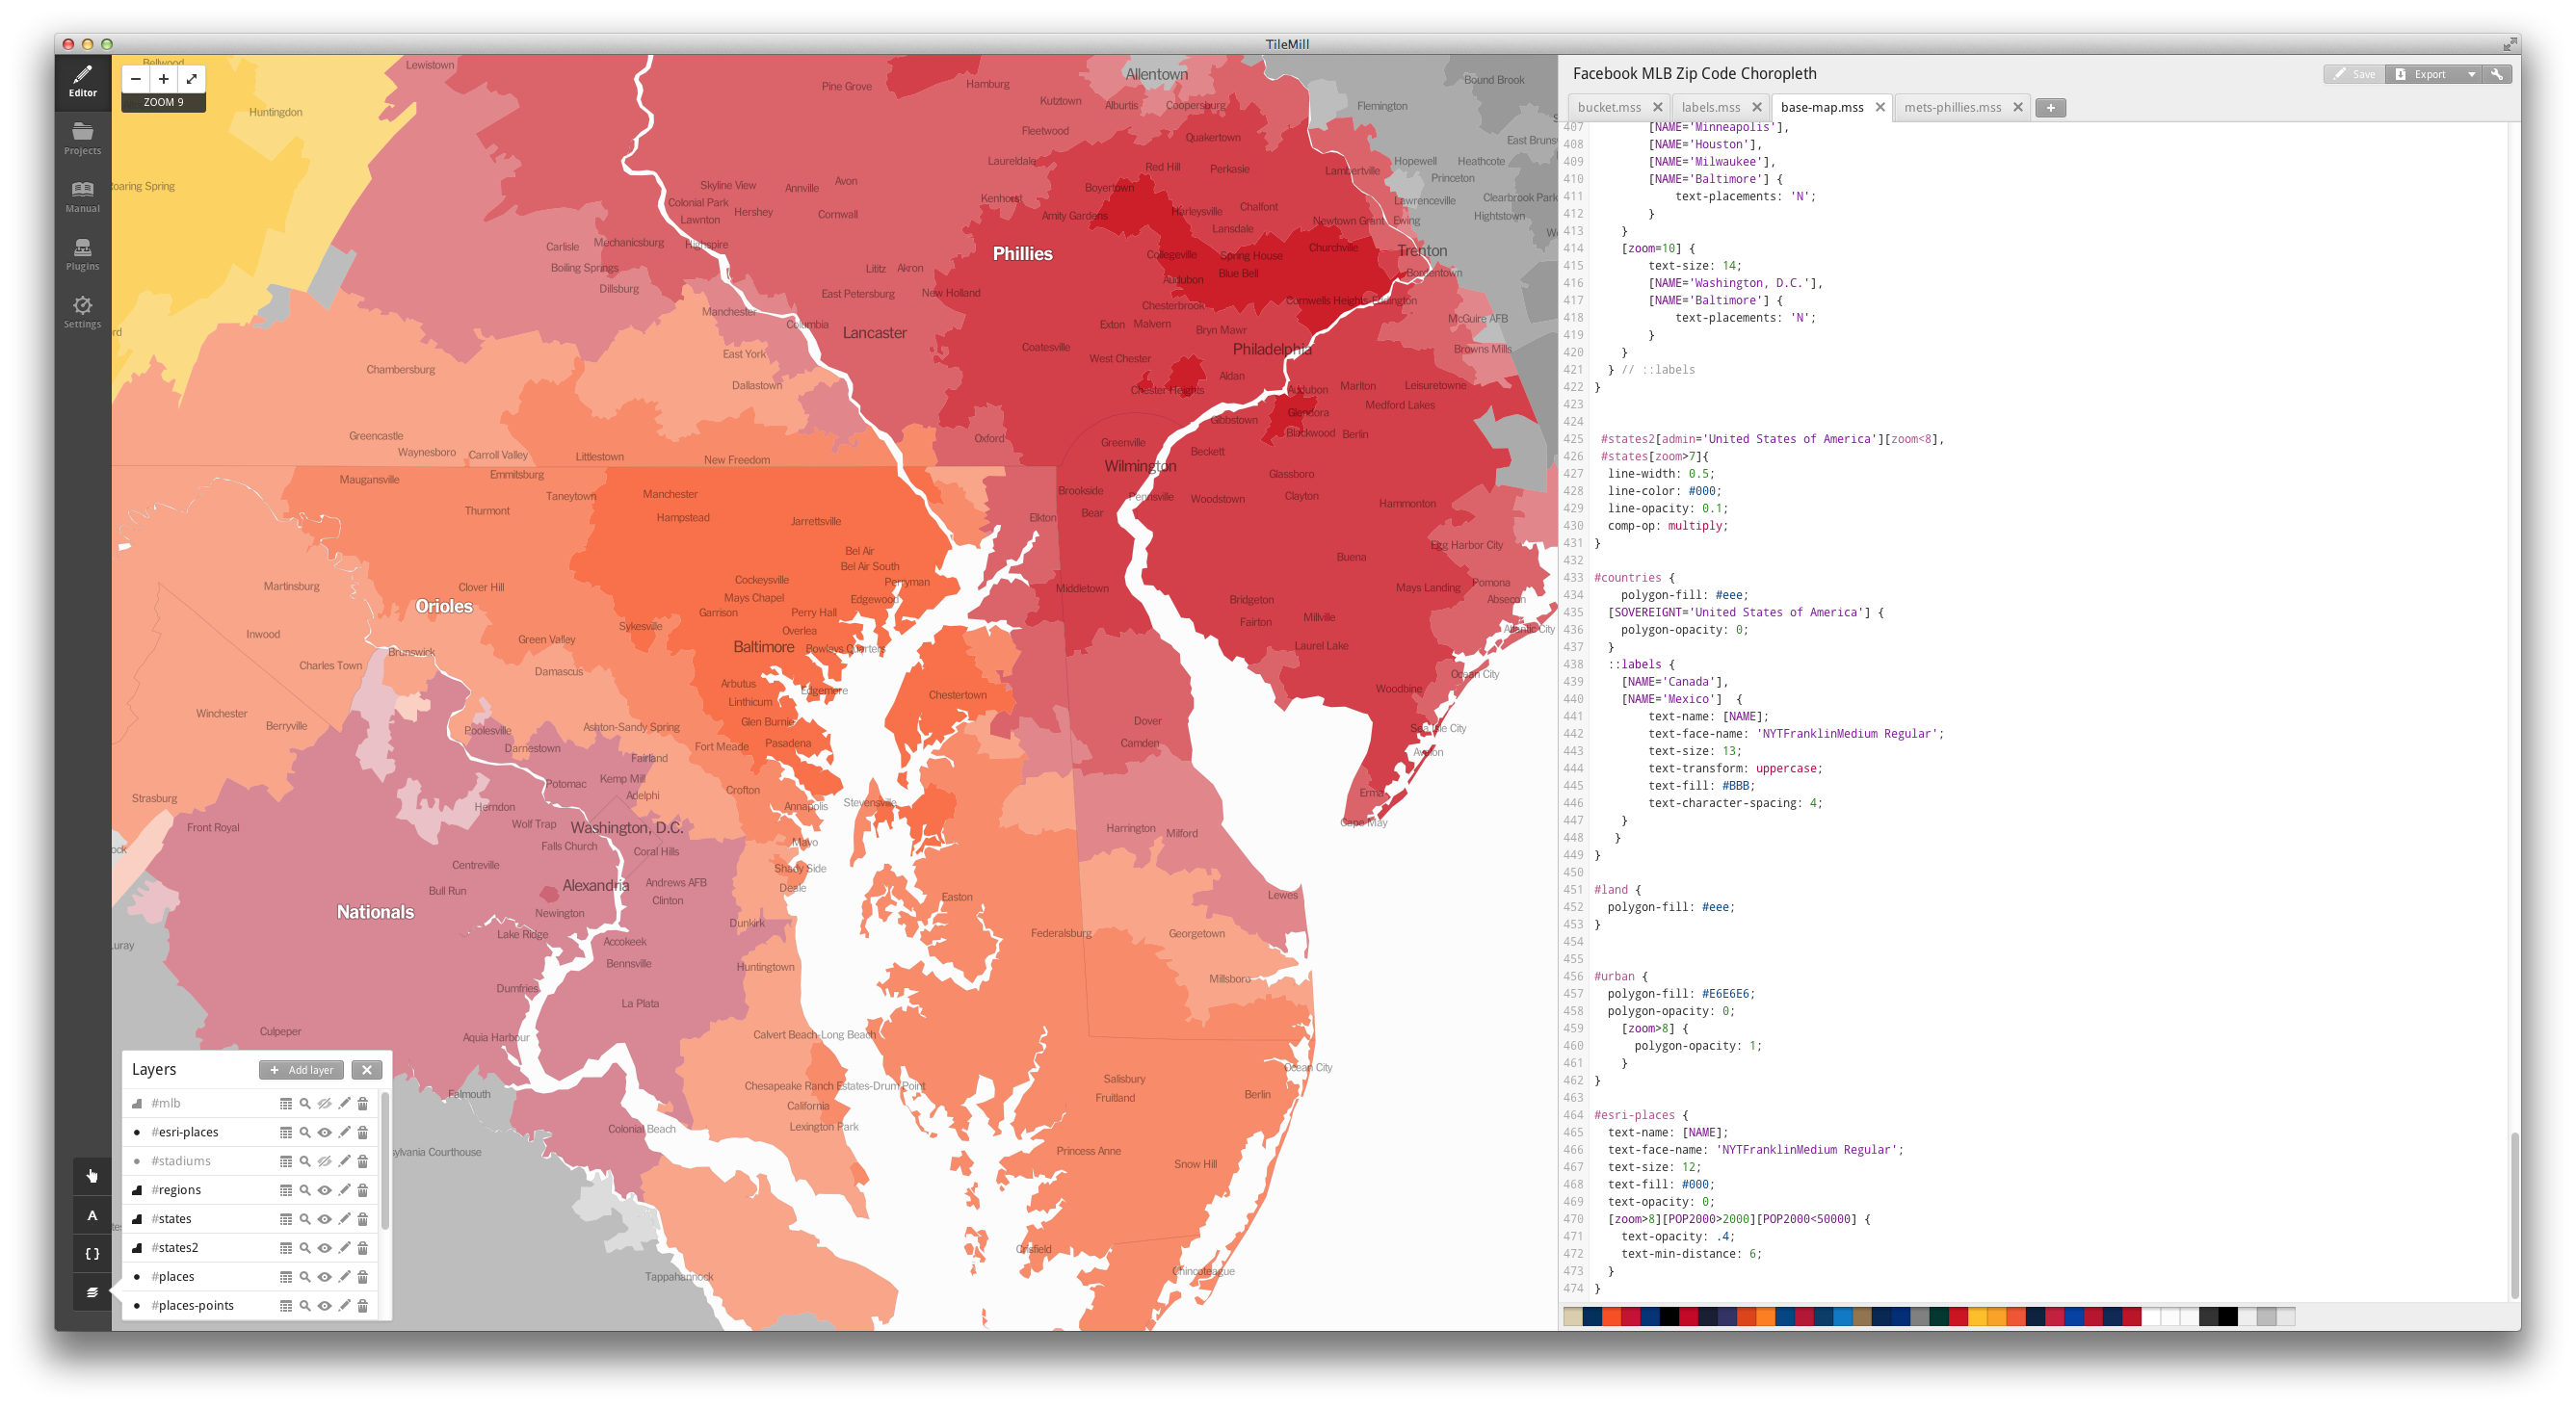 TileMill
Editor
Projects
Manual
Plugins
Settings
ZOOM 9
Bellwood
Lewistown
Pine Grove
Hamburg
Allentown
Bound Brook
Huntingdon
Kutztown
Alburtis
Coopersburg
Flemington
Fleetwood
Quakertown
East Bruns
Laureldale
Red Hill
Perkasie
Lambertville
Hopewell
Heathcote
Princeton
oaring Spring
Skyline View
Annville
Avon
Kenhorst
Boyertown
Clearbrook Park
Colonial Park
Hershey
Cornwall
Amity Gardens
Harleysville
Chalfont
Lawrenceville
Lawnton
Lansdale
Newtown Grant
Ewing
Hightstown
Carlisle
Mechanicsburg
Highspire
Phillies
Collegeville
Spring House
Churchville
Trenton
Boiling Springs
Lititz
Akron
Audubon
Blue Bell
Bordentown
Dillsburg
East Petersburg
New Holland
Chesterbrook
Cornwells Heights-Eddington
Manchester
Columbia
Lancaster
Exton
Malvern
Bryn Mawr
McGuire AFB
East York
Coatesville
West Chester
Philadelphia
Browns Mills
Chambersburg
Dallastown
Aldan
Chester Heights
Audubon
Marlton
Leisuretowne
Medford Lakes
Gibbstown
Glendora
Greencastle
Oxford
Greenville
Blackwood
Berlin
Waynesboro
Carroll Valley
Littlestown
New Freedom
Wilmington
Beckett
Maugansville
Emmitsburg
Taneytown
Manchester
Glassboro
Brookside
Pennsville
Woodstown
Clayton
Hammonton
Thurmont
Hampstead
Jarrettsville
Elkton
Bear
Bel Air
Bel Air South
Buena
Egg Harbor City
Martinsburg
Clover Hill
Cockeysville
Perryman
Middletown
Mays Landing
Pomona
Orioles
Mays Chapel
Edgewood
Bridgeton
Absecon
Garrison
Perry Hall
Fairton
Millville
Inwood
Green Valley
Sykesville
Overlea
Atlantic City
Baltimore
Bowleys Quarters
Laurel Lake
Charles Town
Brunswick
Damascus
Arbutus
Edgemere
Chestertown
Woodbine
Ocean City
Winchester
Berryville
Linthicum
Poolesville
Ashton-Sandy Spring
Glen Burnie
Dover
Sea Isle City
Darnestown
Fort Meade
Pasadena
Camden
Avalon
Fairland
Potomac
Kemp Mill
Crofton
Strasburg
Herndon
Adelphi
Annapolis
Stevensville
Erma
Front Royal
Wolf Trap
Washington, D.C.
Harrington
Milford
Cape May
Falls Church
Mayo
Centreville
Coral Hills
Shady Side
Bull Run
Alexandria
Andrews AFB
Deale
Easton
Lewes
Nationals
Newington
Clinton
Dunkirk
Federalsburg
Georgetown
uray
Lake Ridge
Accokeek
Bennsville
Huntingtown
Millsboro
Dumfries
La Plata
Culpeper
Aquia Harbour
Calvert Beach-Long Beach
Ocean City
Falmouth
Chesapeake Ranch Estates-Drum Point
Salisbury
Berlin
California
Fruitland
Colonial Beach
Lexington Park
sylvania Courthouse
Princess Anne
Snow Hill
Crisfield
Tappahannock
Chincoteague
Layers
+ Add layer
#mlb
#esri-places
#stadiums
#regions
#states
#states2
#places
#places-points
A
{}
Facebook MLB Zip Code Choropleth
Save
Export
bucket.mss
labels.mss
base-map.mss
mets-phillies.mss
407 [NAME='Minneapolis'],
408 [NAME='Houston'],
409 [NAME='Milwaukee'],
410 [NAME='Baltimore'] {
411 text-placements: 'N';
412 }
413 }
414 [zoom=10] {
415 text-size: 14;
416 [NAME='Washington, D.C.'],
417 [NAME='Baltimore'] {
418 text-placements: 'N';
419 }
420 }
421 } // ::labels
422 }
423
424
425 #states2[admin='United States of America'][zoom<8],
426 #states[zoom>7]{
427 line-width: 0.5;
428 line-color: #000;
429 line-opacity: 0.1;
430 comp-op: multiply;
431 }
432
433 #countries {
434 polygon-fill: #eee;
435 [SOVEREIGNT='United States of America'] {
436 polygon-opacity: 0;
437 }
438 ::labels {
439 [NAME='Canada'],
440 [NAME='Mexico'] {
441 text-name: [NAME];
442 text-face-name: 'NYTFranklinMedium Regular';
443 text-size: 13;
444 text-transform: uppercase;
445 text-fill: #BBB;
446 text-character-spacing: 4;
447 }
448 }
449 }
450
451 #land {
452 polygon-fill: #eee;
453 }
454
455
456 #urban {
457 polygon-fill: #E6E6E6;
458 polygon-opacity: 0;
459 [zoom>8] {
460 polygon-opacity: 1;
461 }
462 }
463
464 #esri-places {
465 text-name: [NAME];
466 text-face-name: 'NYTFranklinMedium Regular';
467 text-size: 12;
468 text-fill: #000;
469 text-opacity: 0;
470 [zoom>8][POP2000>2000][POP2000<50000] {
471 text-opacity: .4;
472 text-min-distance: 6;
473 }
474 }